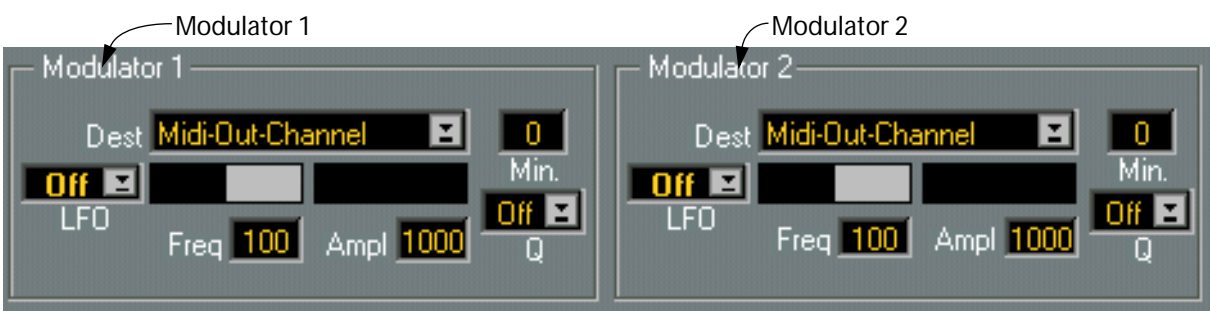 Modulator 1 Modulator 2
Modulator 1 Modulator 2
Dest Midi-Out-Channel 0 Dest Midi-Out-Channel 0
Off Min. Off Min.
LFO Off LFO Off
Freq 100 Ampl 1000 Q Freq 100 Ampl 1000 Q